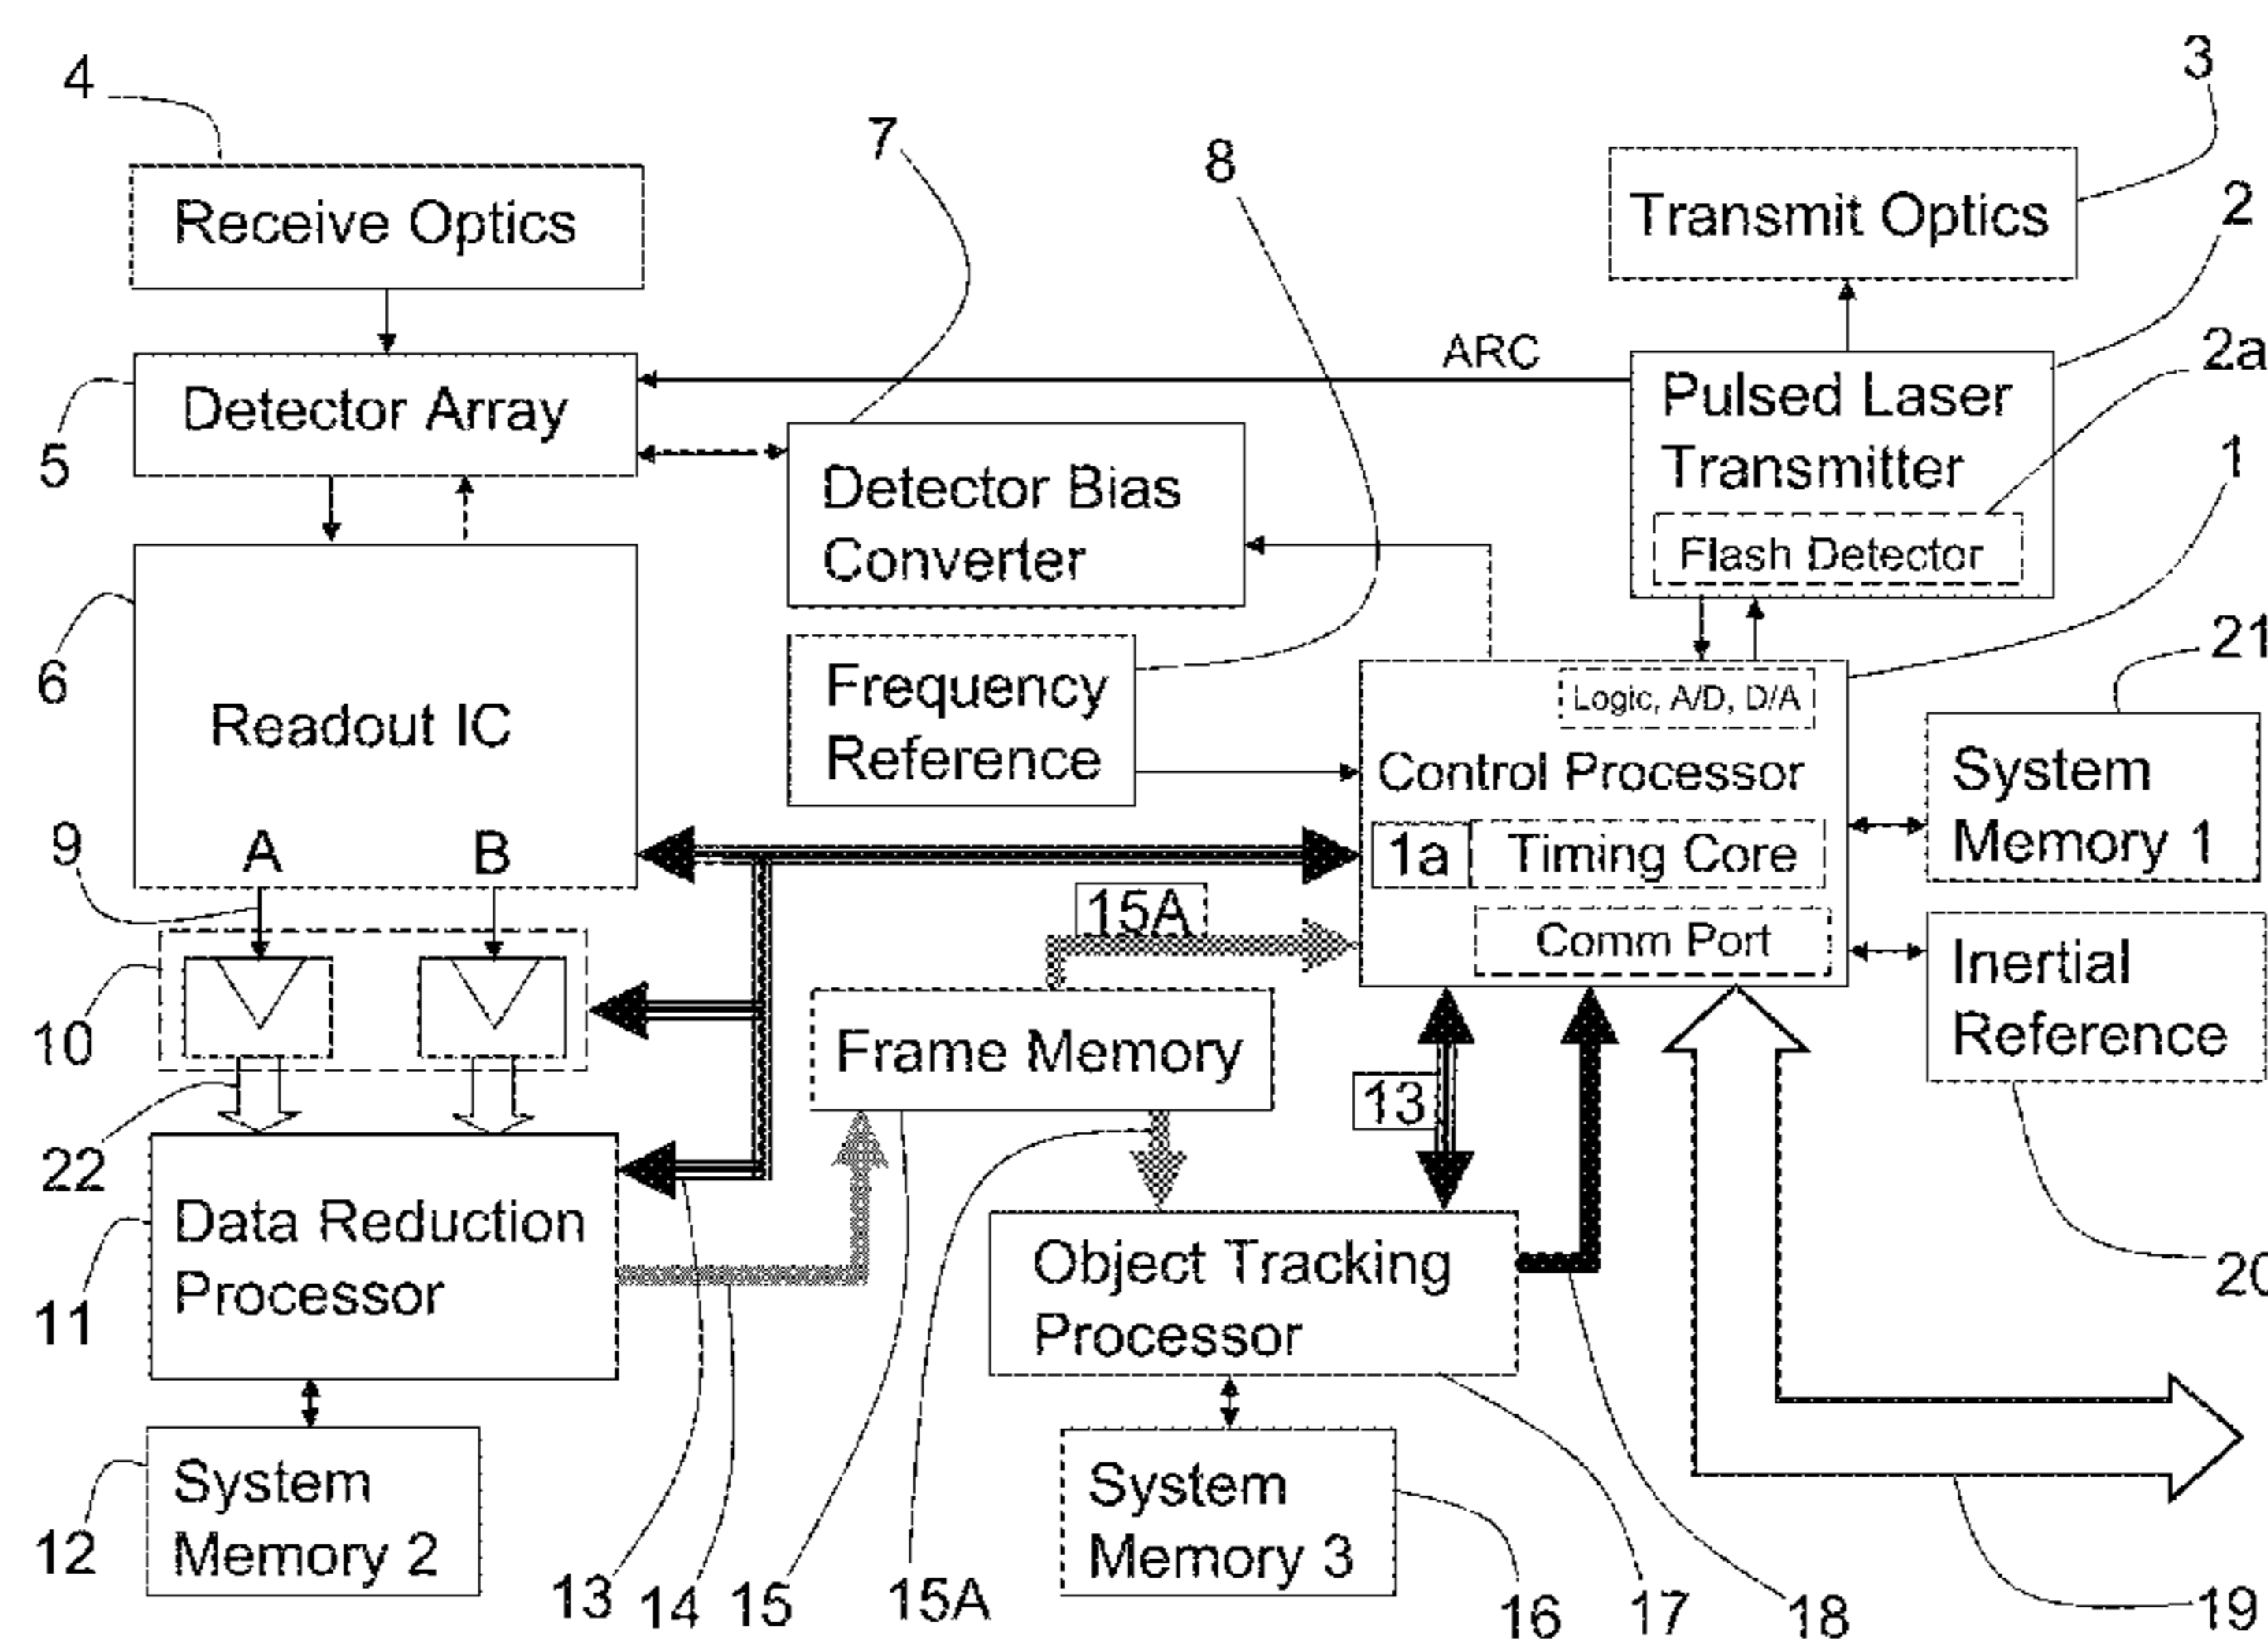 4
3
7
8
Receive Optics
Transmit Optics
2
ARC
2a
Detector Array
Pulsed Laser
Transmitter
5
1
Detector Bias
Converter
Flash Detector
6
21
Frequency
Reference
Logic, A/D, D/A
Readout IC
Control Processor
System
Memory 1
9
A
B
1a
Timing Core
15A
Comm Port
10
Frame Memory
Inertial
Reference
13
22
Data Reduction
Processor
11
Object Tracking
Processor
20
System
Memory 2
12
System
Memory 3
13
14
15
15A
16
17
18
19